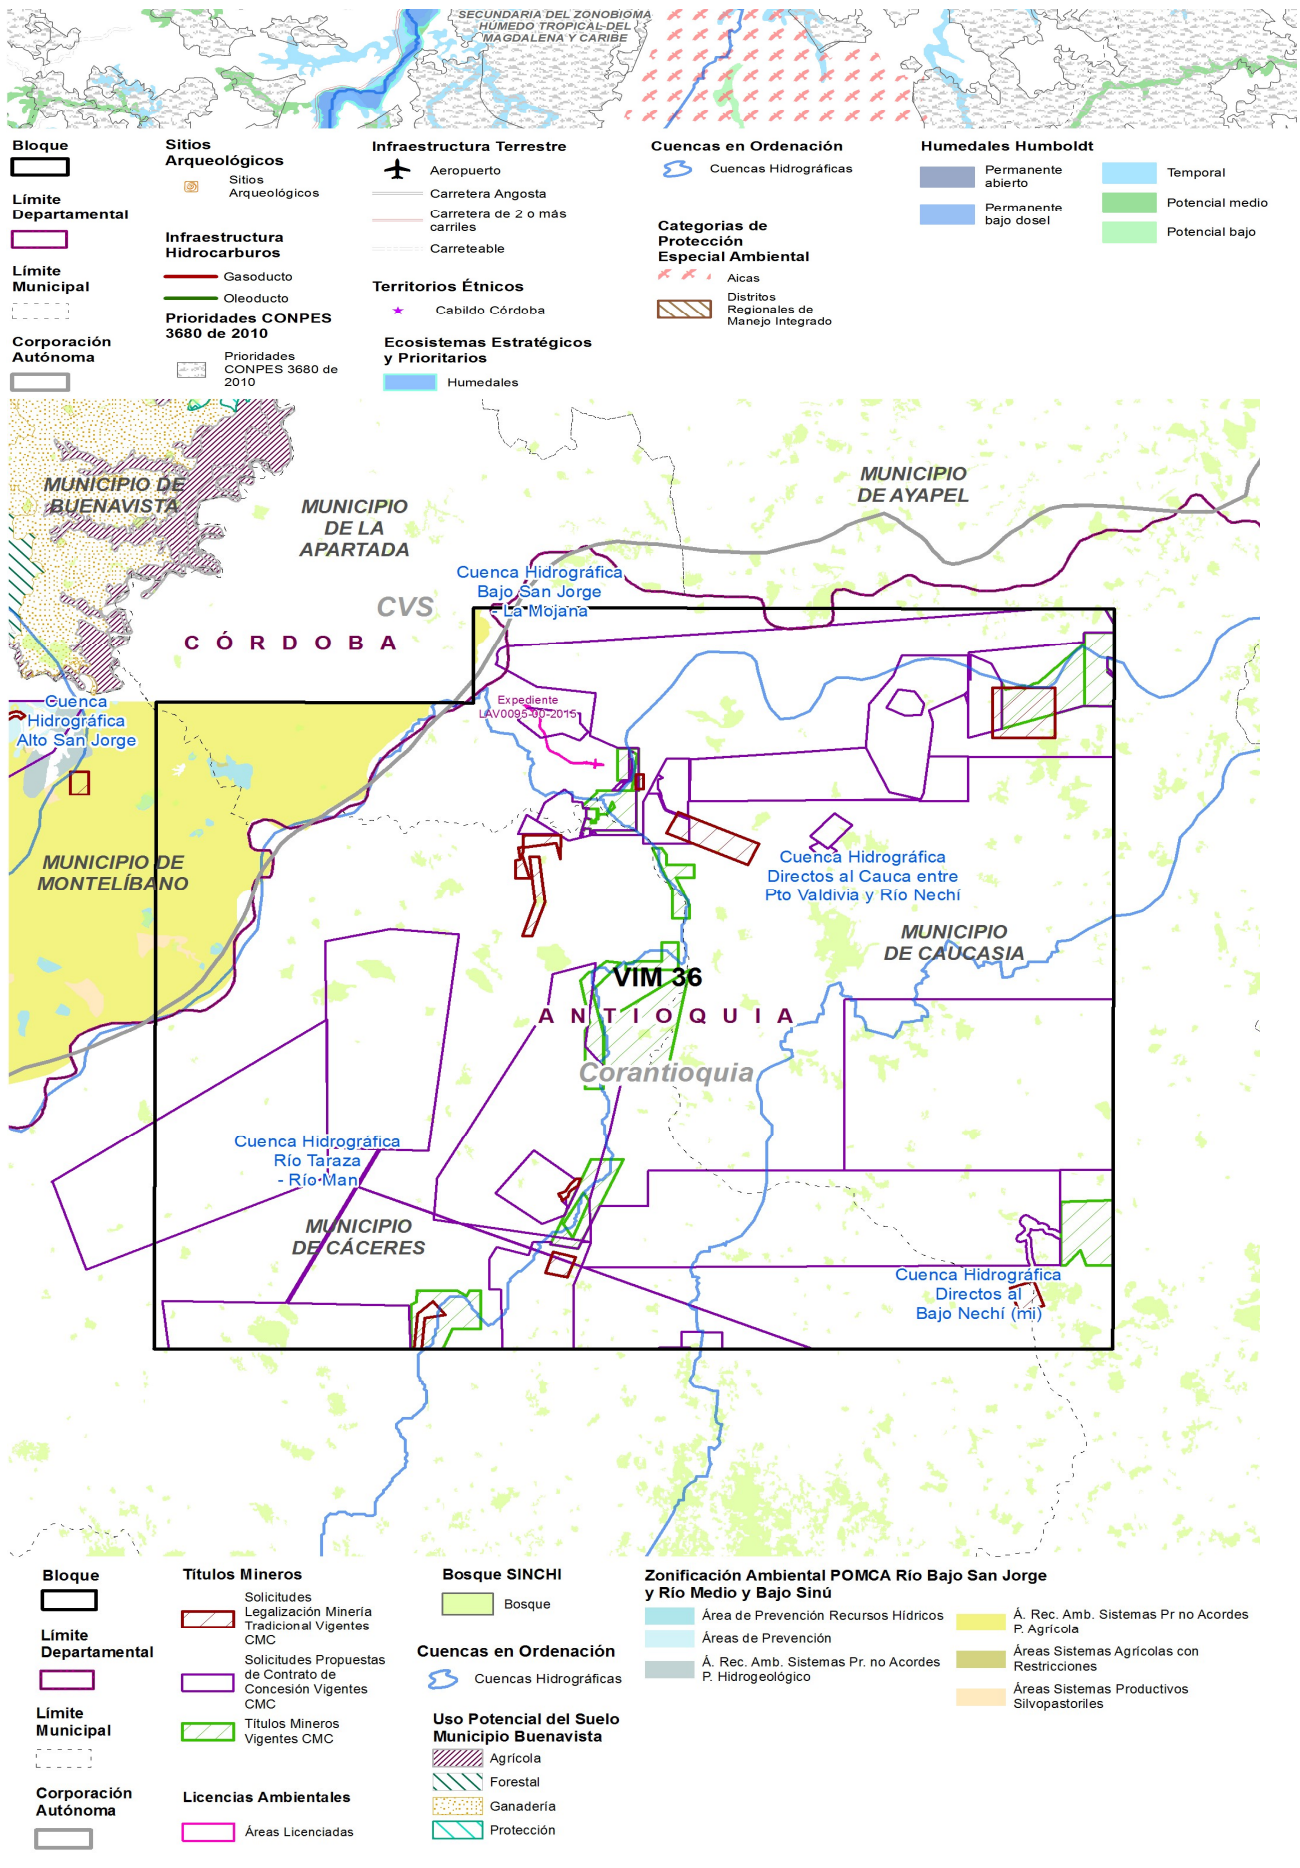 SECUNDARIA DEL ZONOBIOMA
HÚMEDO TROPICAL DEL
MAGDALENA Y CARIBE
Bloque
Límite
Departamental
Límite
Municipal
Corporación
Autónoma
Sitios
Arqueológicos
Sitios
Arqueológicos
Infraestructura
Hidrocarburos
Gasoducto
Oleoducto
Prioridades CONPES
3680 de 2010
Prioridades
CONPES 3680 de
2010
Infraestructura Terrestre
Aeropuerto
Carretera Angosta
Carretera de 2 o más
carriles
Carreteable
Territorios Étnicos
Cabildo Córdoba
Ecosistemas Estratégicos
y Prioritarios
Humedales
Cuencas en Ordenación
Cuencas Hidrográficas
Categorias de
Protección
Especial Ambiental
Aicas
Distritos
Regionales de
Manejo Integrado
Humedales Humboldt
Permanente
abierto
Permanente
bajo dosel
Temporal
Potencial medio
Potencial bajo
MUNICIPIO DE
BUENAVISTA
MUNICIPIO
DE LA
APARTADA
MUNICIPIO
DE AYAPEL
Cuenca Hidrográfica
Bajo San Jorge
- La Mojana
CVS
CÓRDOBA
Cuenca
Hidrográfica
Alto San Jorge
Expediente
LAV0095-00-2015
MUNICIPIO DE
MONTELÍBANO
Cuenca Hidrográfica
Directos al Cauca entre
Pto Valdivia y Río Nechí
MUNICIPIO
DE CAUCASIA
VIM 36
ANTIOQUIA
Corantioquia
Cuenca Hidrográfica
Río Taraza
- Río Man
MUNICIPIO
DE CÁCERES
Cuenca Hidrográfica
Directos al
Bajo Nechí (mi)
Bloque
Límite
Departamental
Límite
Municipal
Corporación
Autónoma
Títulos Mineros
Solicitudes
Legalización Minería
Tradicional Vigentes
CMC
Solicitudes Propuestas
de Contrato de
Concesión Vigentes
CMC
Títulos Mineros
Vigentes CMC
Licencias Ambientales
Áreas Licenciadas
Bosque SINCHI
Bosque
Cuencas en Ordenación
Cuencas Hidrográficas
Uso Potencial del Suelo
Municipio Buenavista
Agrícola
Forestal
Ganadería
Protección
Zonificación Ambiental POMCA Río Bajo San Jorge
y Río Medio y Bajo Sinú
Área de Prevención Recursos Hídricos
Áreas de Prevención
Á. Rec. Amb. Sistemas Pr. no Acordes
P. Hidrogeológico
Á. Rec. Amb. Sistemas Pr no Acordes
P. Agrícola
Áreas Sistemas Agrícolas con
Restricciones
Áreas Sistemas Productivos
Silvopastoriles